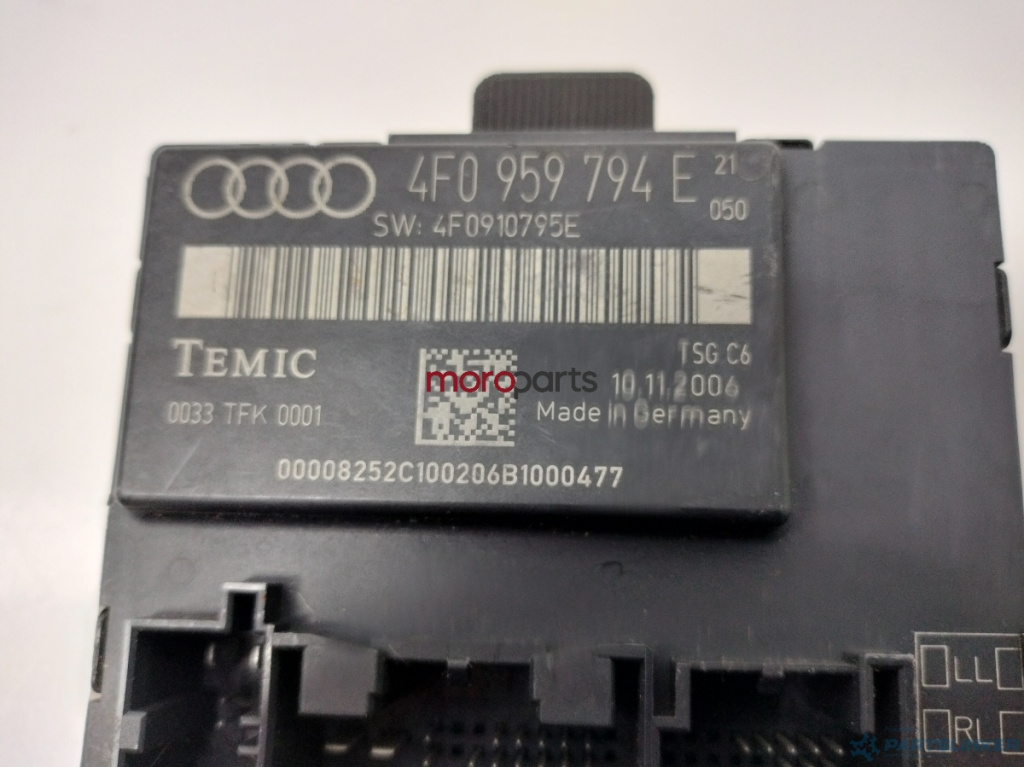 4F0 959 794 E 21
050
SW: 4F0910795E
TEMIC
TSG C6
moroparts
10.11.2006
0033 TFK 0001
Made in Germany
00008252C100206B1000477
LL
RL